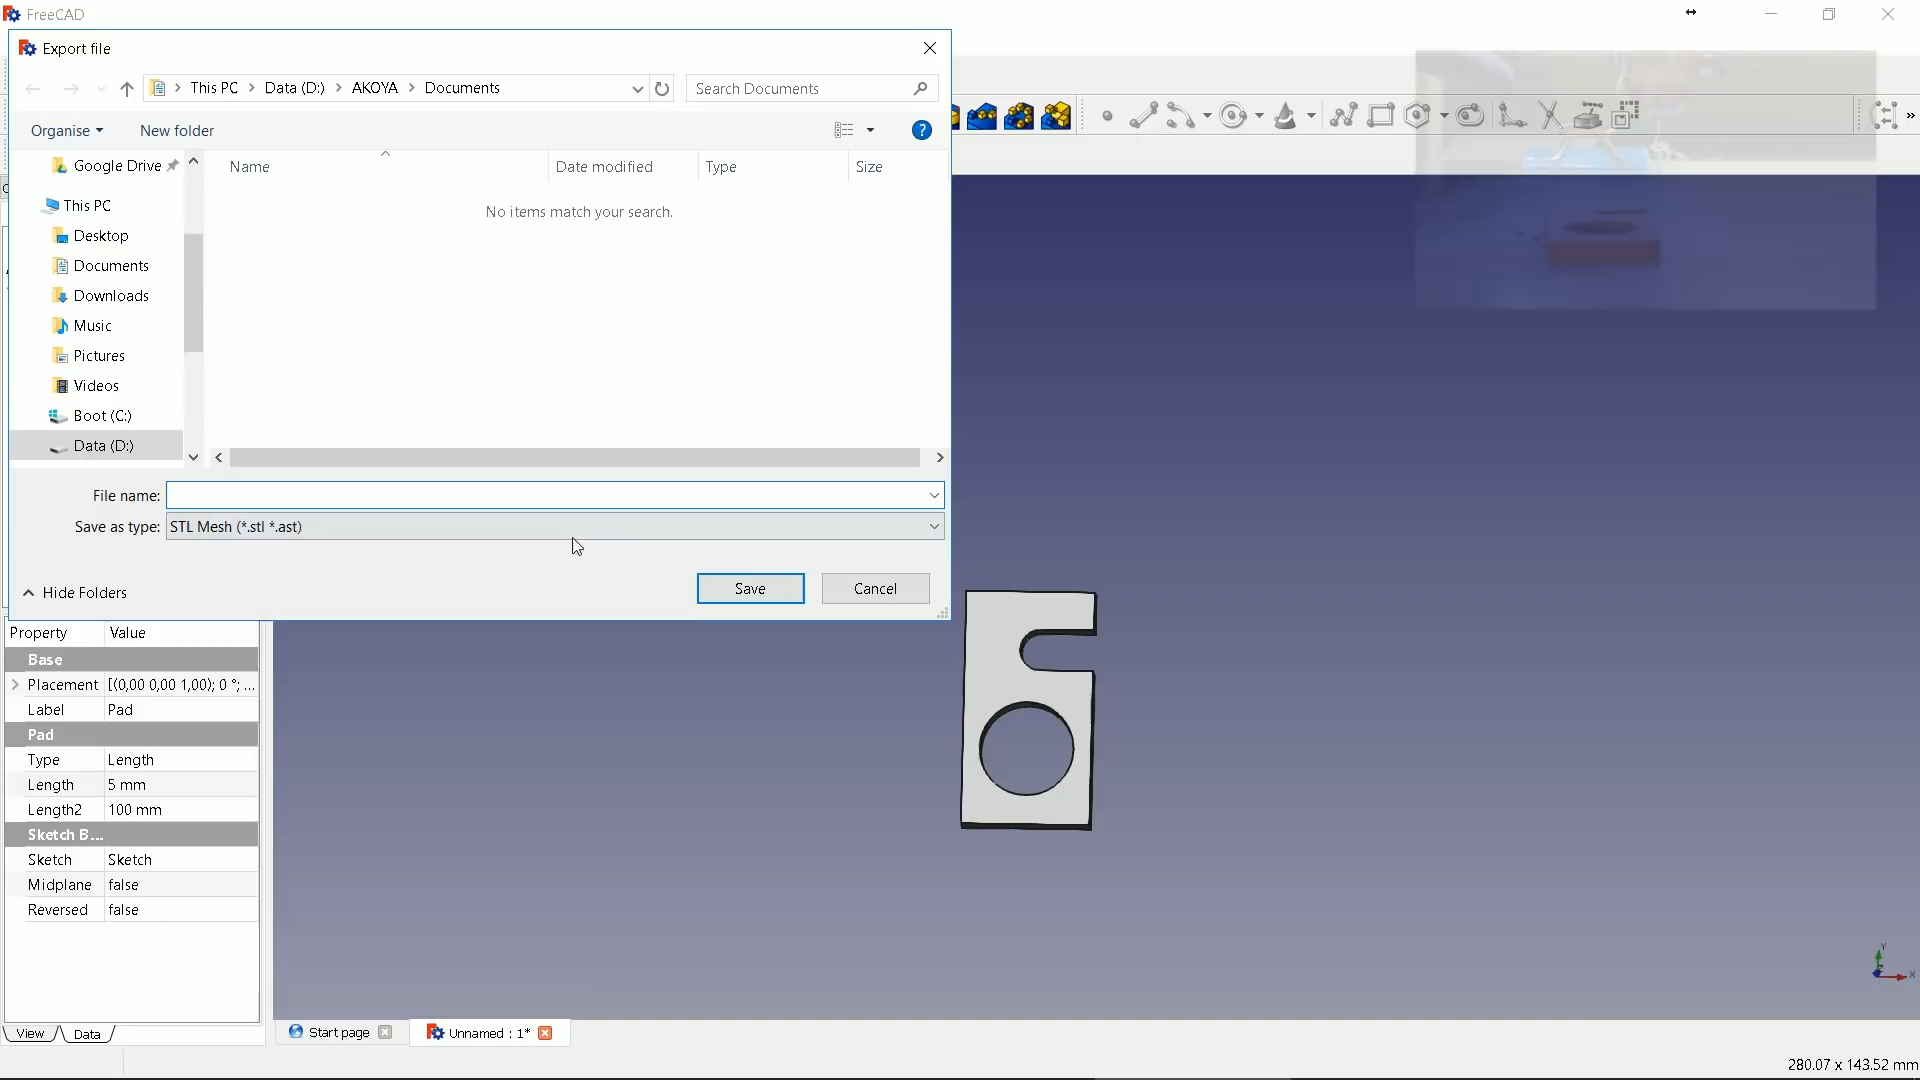 FreeCAD
Export file
This PC > Data (D:) > AKOYA > Documents
Search Documents
Organise
New folder
Name
Date modified
Type
Size
No items match your search.
Google Drive
This PC
Desktop
Documents
Downloads
Music
Pictures
Videos
Boot (C:)
Data (D:)
File name:
Save as type: STL Mesh (*.stl *.ast)
Hide Folders
Save
Cancel
Property Value
Base
Placement [(0,00 0,00 1,00); 0 °; ...
Label Pad
Pad
Type Length
Length 5 mm
Length2 100 mm
Sketch B...
Sketch Sketch
Midplane false
Reversed false
View
Data
Start page
Unnamed : 1*
Y
X
280.07 x 143.52 mm